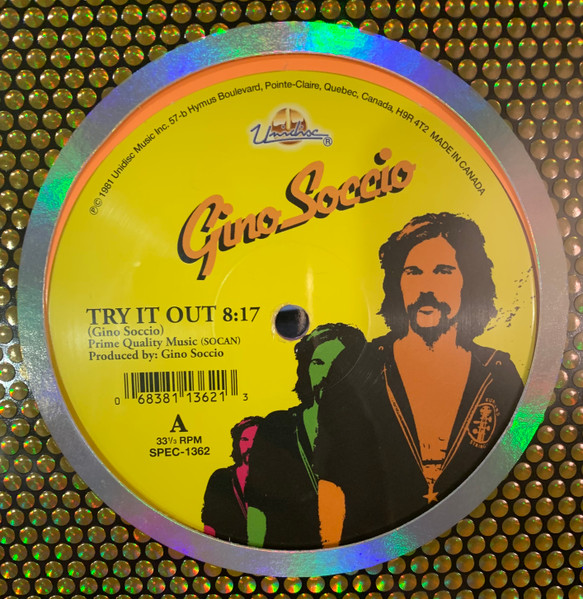 ℗© 1981 Unidisc Music Inc. 57-b Hymus Boulevard, Pointe-Claire, Quebec, Canada, H9R 4T2 MADE IN CANADA
Unidisc®
Gino Soccio
TRY IT OUT 8:17
(Gino Soccio)
Prime Quality Music (SOCAN)
Produced by: Gino Soccio
0 68381 13621 3
A
33⅓ RPM
SPEC-1362